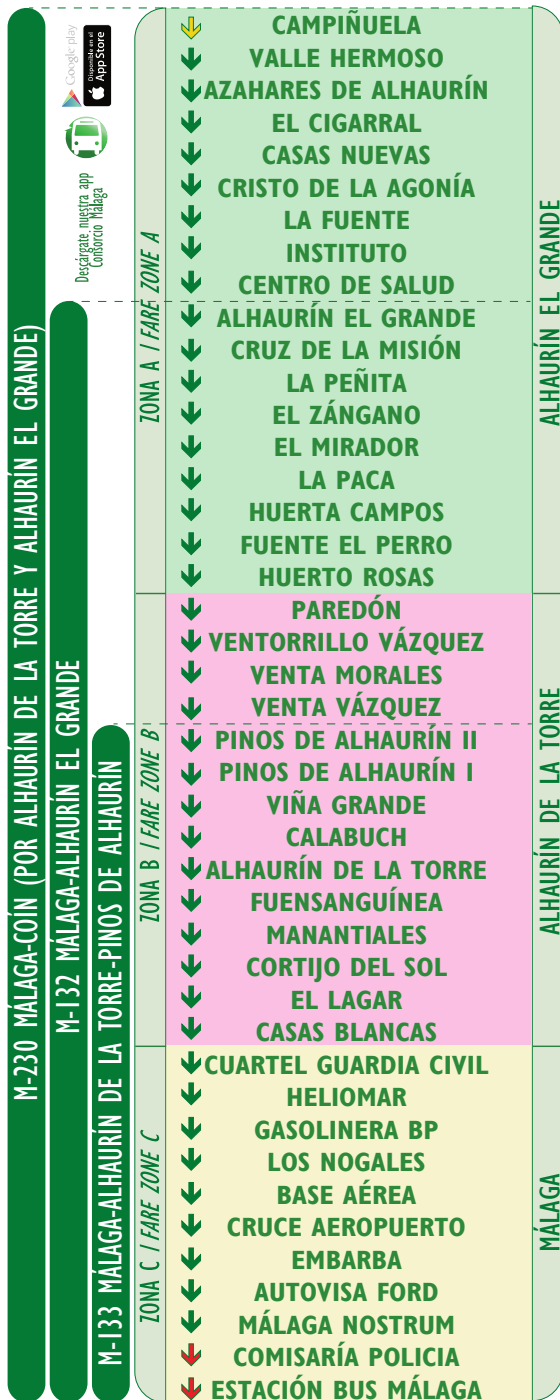 M-230 MÁLAGA-COÍN (POR ALHAURÍN DE LA TORRE Y ALHAURÍN EL GRANDE)
M-132 MÁLAGA-ALHAURÍN EL GRANDE
M-133 MÁLAGA-ALHAURÍN DE LA TORRE-PINOS DE ALHAURÍN
Google play
Disponible en el
App Store
Descárgate nuestra app
Consorcio Málaga
ZONA A / FARE ZONE A
ZONA B / FARE ZONE B
ZONA C / FARE ZONE C
CAMPIÑUELA
VALLE HERMOSO
AZAHARES DE ALHAURÍN
EL CIGARRAL
CASAS NUEVAS
CRISTO DE LA AGONÍA
LA FUENTE
INSTITUTO
CENTRO DE SALUD
ALHAURÍN EL GRANDE
CRUZ DE LA MISIÓN
LA PEÑITA
EL ZÁNGANO
EL MIRADOR
LA PACA
HUERTA CAMPOS
FUENTE EL PERRO
HUERTO ROSAS
PAREDÓN
VENTORRILLO VÁZQUEZ
VENTA MORALES
VENTA VÁZQUEZ
PINOS DE ALHAURÍN II
PINOS DE ALHAURÍN I
VIÑA GRANDE
CALABUCH
ALHAURÍN DE LA TORRE
FUENSANGUÍNEA
MANANTIALES
CORTIJO DEL SOL
EL LAGAR
CASAS BLANCAS
CUARTEL GUARDIA CIVIL
HELIOMAR
GASOLINERA BP
LOS NOGALES
BASE AÉREA
CRUCE AEROPUERTO
EMBARBA
AUTOVISA FORD
MÁLAGA NOSTRUM
COMISARÍA POLICIA
ESTACIÓN BUS MÁLAGA
ALHAURÍN EL GRANDE
ALHAURÍN DE LA TORRE
MÁLAGA